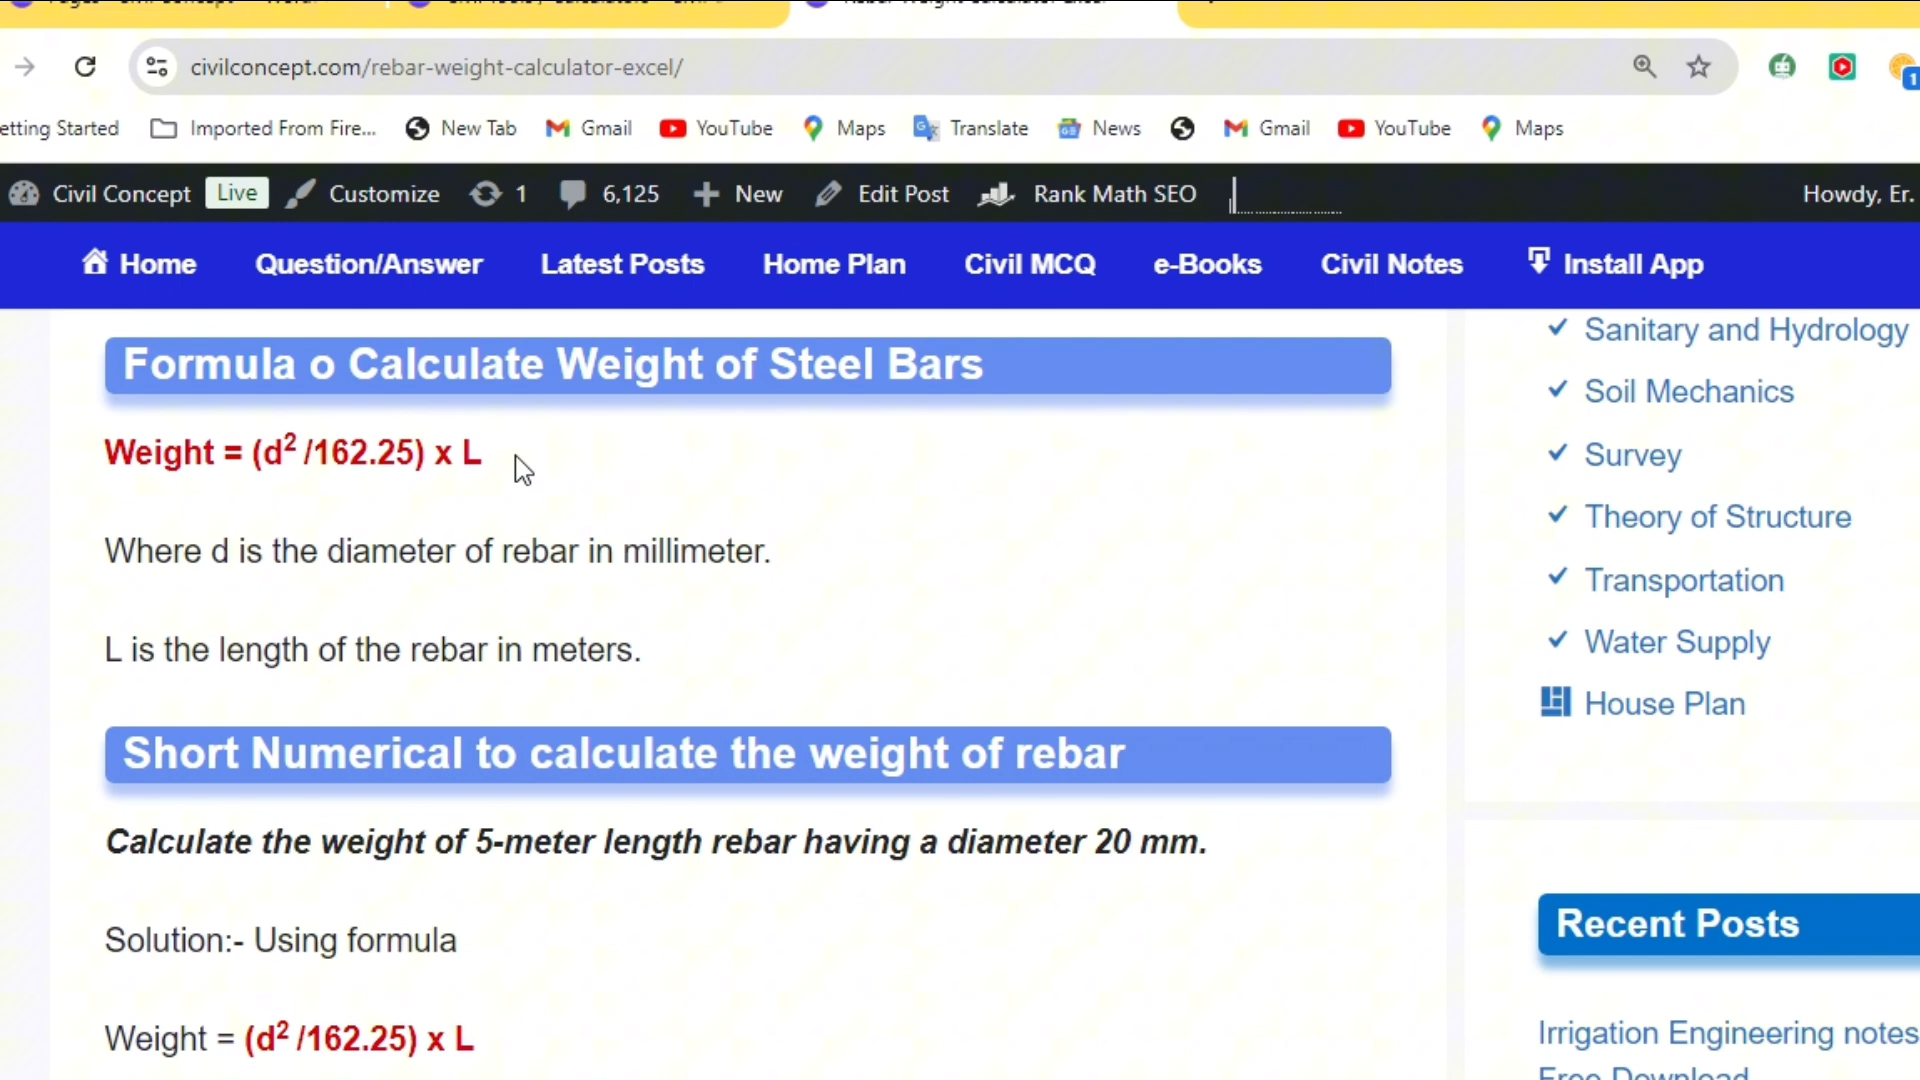 civilconcept.com/rebar-weight-calculator-excel/
etting Started Imported From Fire... New Tab Gmail YouTube Maps Translate News Gmail YouTube Maps
Civil Concept Live Customize 1 6,125 New Edit Post Rank Math SEO Howdy, Er.
Home Question/Answer Latest Posts Home Plan Civil MCQ e-Books Civil Notes Install App
Formula o Calculate Weight of Steel Bars
Weight = (d² /162.25) x L
Where d is the diameter of rebar in millimeter.
L is the length of the rebar in meters.
Short Numerical to calculate the weight of rebar
Calculate the weight of 5-meter length rebar having a diameter 20 mm.
Solution:- Using formula
Weight = (d² /162.25) x L
Sanitary and Hydrology
Soil Mechanics
Survey
Theory of Structure
Transportation
Water Supply
House Plan
Recent Posts
Irrigation Engineering notes
Free Download